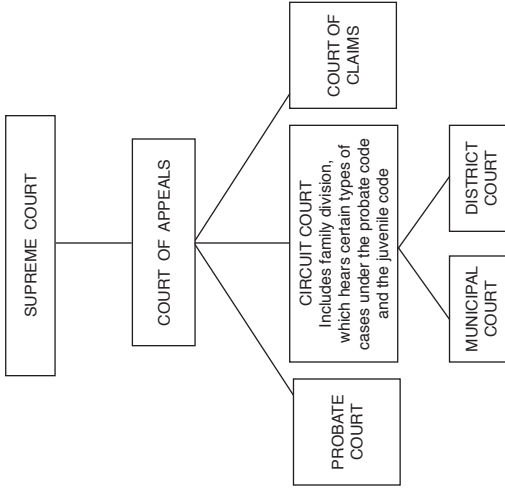 SUPREME COURT
COURT OF APPEALS
PROBATE
COURT
CIRCUIT COURT
Includes family division,
which hears certain types of
cases under the probate code
and the juvenile code
COURT OF
CLAIMS
MUNICIPAL
COURT
DISTRICT
COURT